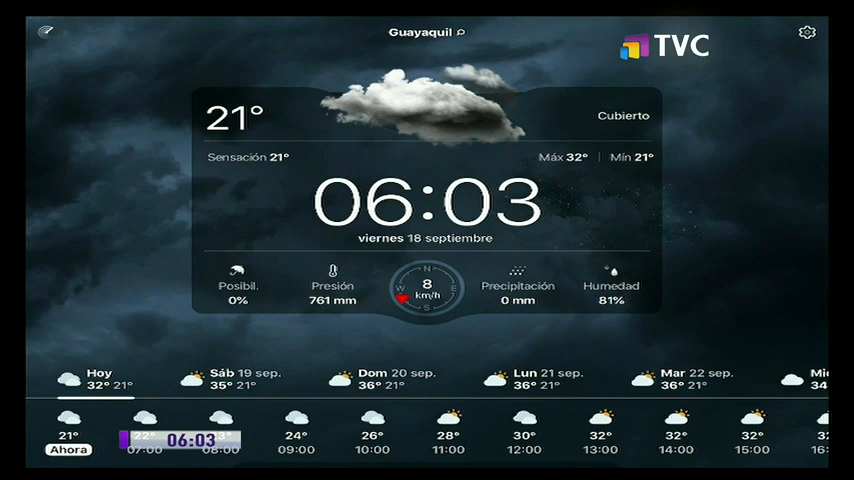 Guayaquil
TVC
21°
Cubierto
Sensación 21°
Máx 32° | Mín 21°
06:03
viernes 18 septiembre
Posibil.
0%
Presión
761 mm
N
W E
S
8
km/h
Precipitación
0 mm
Humedad
81%
Hoy
32° 21°
Sáb 19 sep.
35° 21°
Dom 20 sep.
36° 21°
Lun 21 sep.
36° 21°
Mar 22 sep.
36° 21°
34
21° 22° 24° 26° 28° 30° 32° 32° 32°
Ahora 07:00 08:00 09:00 10:00 11:00 12:00 13:00 14:00 15:00
06:03